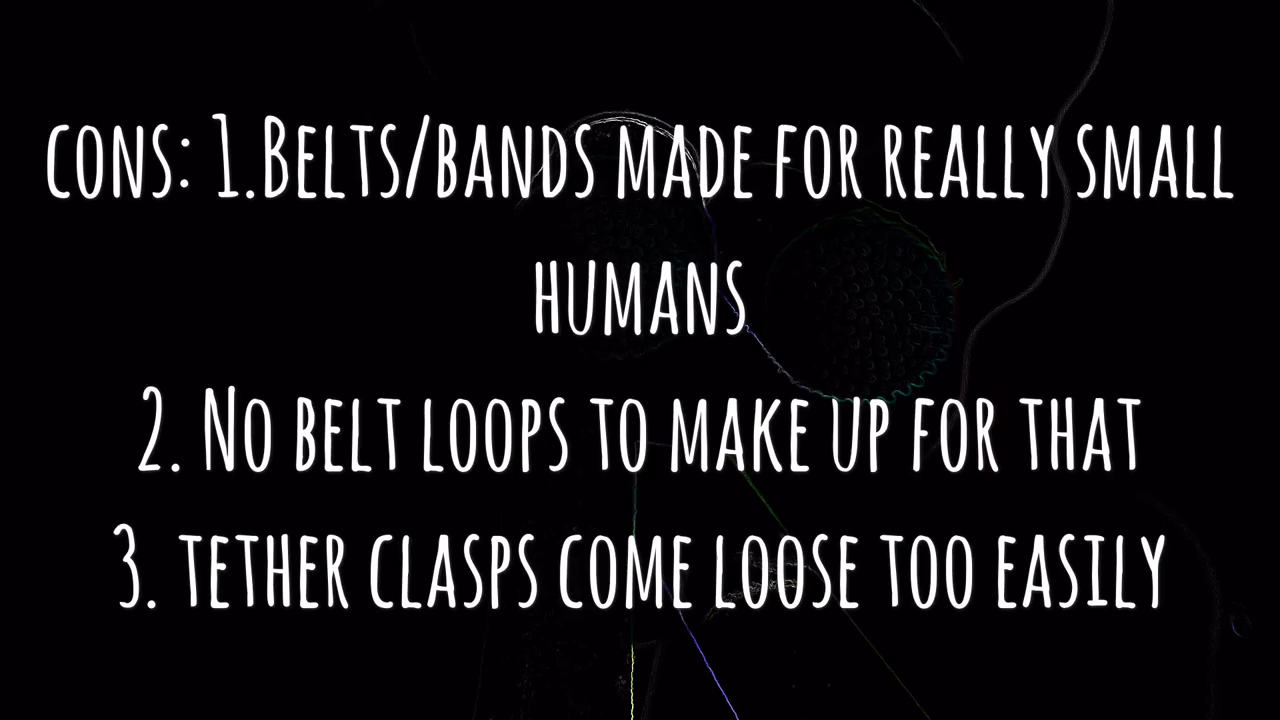 cons: 1.Belts/bands made for really small
humans
2. No belt loops to make up for that
3. tether clasps come loose too easily